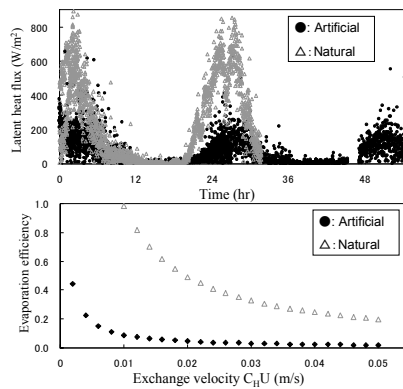 Latent heat flux (W/m²)
800
600
400
200
0
●: Artificial
△: Natural
0
12
24
36
48
Time (hr)
Evaporation efficiency
1.0
0.8
0.6
0.4
0.2
0.0
●: Artificial
△: Natural
0
0.01
0.02
0.03
0.04
0.05
Exchange velocity CHU (m/s)